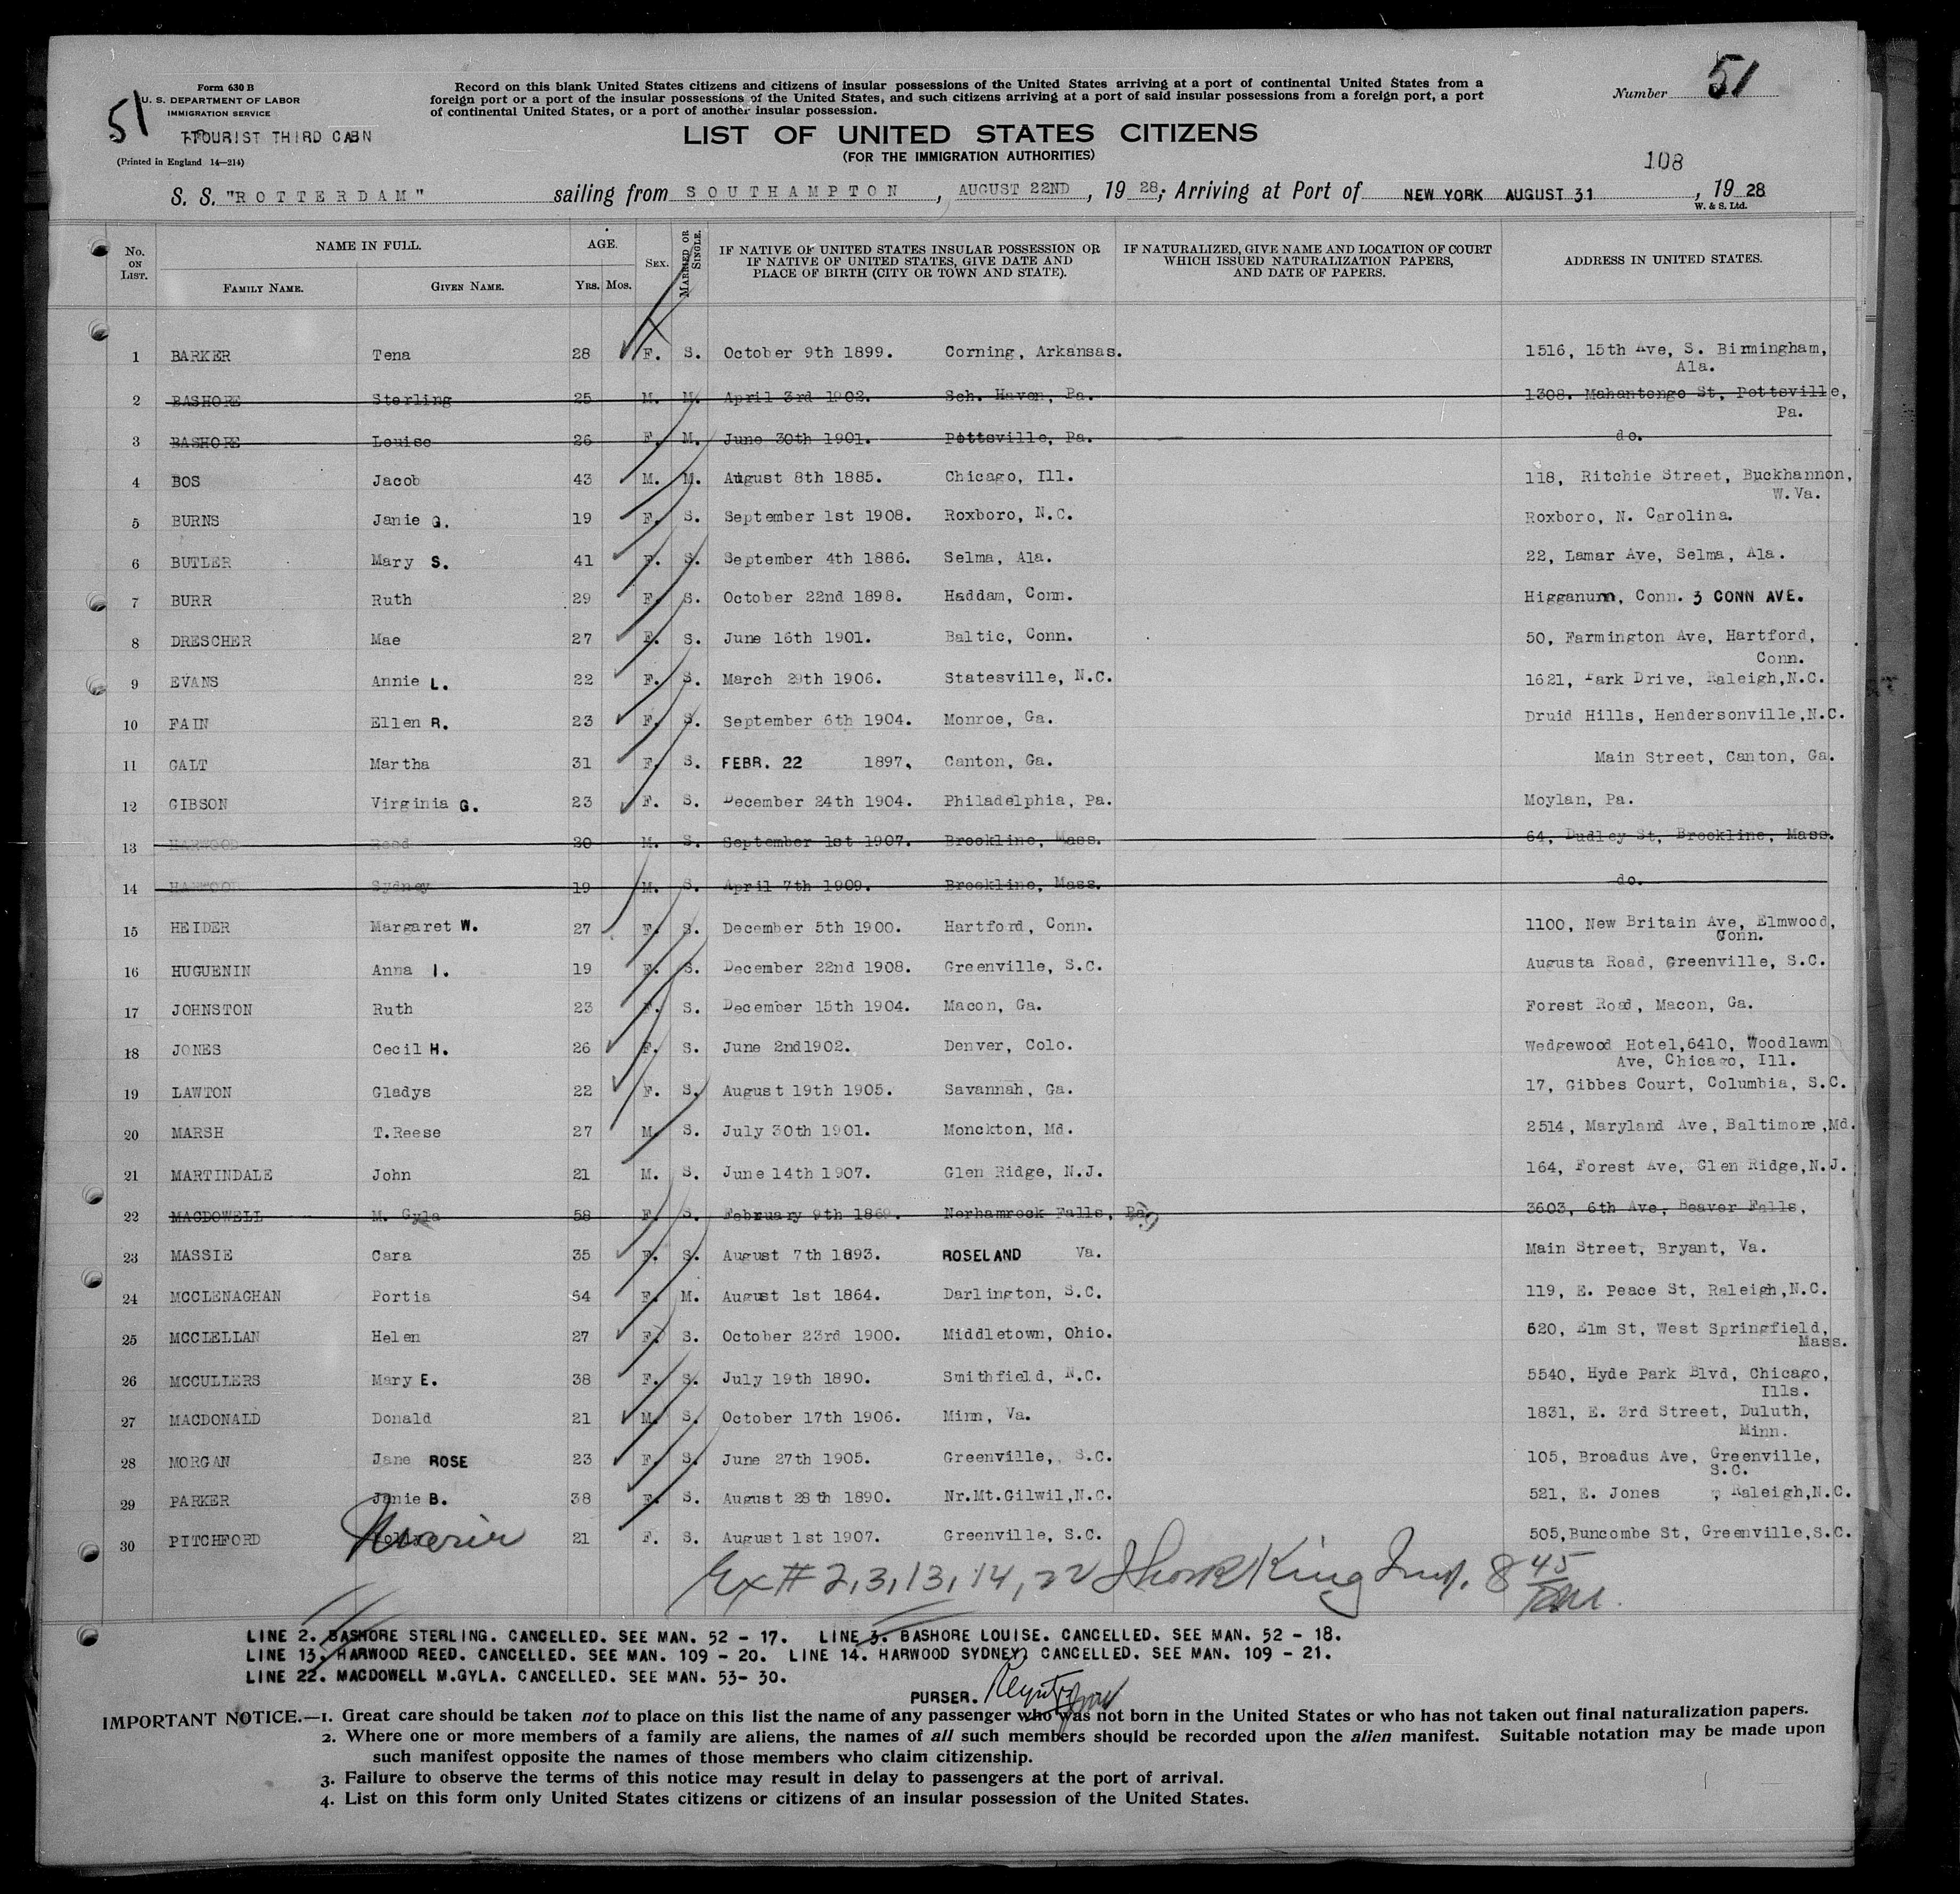 Form 630 B
U. S. DEPARTMENT OF LABOR
IMMIGRATION SERVICE
51
TOURIST THIRD CABN
(Printed in England 14—214)
Record on this blank United States citizens and citizens of insular possessions of the United States arriving at a port of continental United States from a
foreign port or a port of the insular possessions of the United States, and such citizens arriving at a port of said insular possessions from a foreign port, a port
of continental United States, or a port of another insular possession.
Number 51
LIST OF UNITED STATES CITIZENS
(FOR THE IMMIGRATION AUTHORITIES)
108
S. S. "ROTTERDAM" sailing from SOUTHAMPTON, AUGUST 22ND, 1928; Arriving at Port of NEW YORK AUGUST 31, 1928
W. & S. Ltd.
No. ON LIST. NAME IN FULL. FAMILY NAME. GIVEN NAME. AGE. YRS. MOS. SEX. MARRIED OR SINGLE. IF NATIVE OF UNITED STATES INSULAR POSSESSION OR IF NATIVE OF UNITED STATES, GIVE DATE AND PLACE OF BIRTH (CITY OR TOWN AND STATE). IF NATURALIZED, GIVE NAME AND LOCATION OF COURT WHICH ISSUED NATURALIZATION PAPERS, AND DATE OF PAPERS. ADDRESS IN UNITED STATES.
1 BARKER Tena 28 F. S. October 9th 1899. Corning, Arkansas. 1516, 15th Ave, S. Birmingham,
Ala.
2 BASHORE Sterling 25 M. M. April 3rd 1902. Sch. Haven, Pa. 1308. Mahantongo St, Pottsville,
Pa.
3 BASHORE Louise 26 F. M. June 30th 1901. Pottsville, Pa. do.
4 BOS Jacob 43 M. M. August 8th 1885. Chicago, Ill. 118, Ritchie Street, Buckhannon,
W.Va.
5 BURNS Janie G. 19 F. S. September 1st 1908. Roxboro, N.C. Roxboro, N. Carolina.
6 BUTLER Mary S. 41 F. S. September 4th 1886. Selma, Ala. 22, Lamar Ave, Selma, Ala.
7 BURR Ruth 29 F. S. October 22nd 1898. Haddam, Conn. Higganum, Conn. 3 CONN AVE.
8 DRESCHER Mae 27 F. S. June 16th 1901. Baltic, Conn. 50, Farmington Ave, Hartford,
Conn.
9 EVANS Annie L. 22 F. S. March 29th 1906. Statesville, N.C. 1621, Park Drive, Raleigh,N.C.
10 FAIN Ellen R. 23 F. S. September 6th 1904. Monroe, Ga. Druid Hills, Hendersonville,N.C.
11 GALT Martha 31 F. S. FEBR. 22 1897, Canton, Ga. Main Street, Canton, Ga.
12 GIBSON Virginia G. 23 F. S. December 24th 1904. Philadelphia, Pa. Moylan, Pa.
13 HARWOOD Reed 20 M. S. September 1st 1907. Brookline, Mass. 64, Dudley St, Brookline, Mass.
14 HARWOOD Sydney 19 M. S. April 7th 1909. Brookline, Mass. do.
15 HEIDER Margaret W. 27 F. S. December 5th 1900. Hartford, Conn. 1100, New Britain Ave, Elmwood,
Conn.
16 HUGUENIN Anna I. 19 F. S. December 22nd 1908. Greenville, S.C. Augusta Road, Greenville, S.C.
17 JOHNSTON Ruth 23 F. S. December 15th 1904. Macon, Ga. Forest Road, Macon, Ga.
18 JONES Cecil H. 26 F. S. June 2nd1902. Denver, Colo. Wedgewood Hotel,6410, Woodlawn
Ave, Chicago, Ill.
19 LAWTON Gladys 22 F. S. August 19th 1905. Savannah, Ga. 17, Gibbes Court, Columbia, S.C.
20 MARSH T.Reese 27 M. S. July 30th 1901. Monckton, Md. 2514, Maryland Ave, Baltimore,Md.
21 MARTINDALE John 21 M. S. June 14th 1907. Glen Ridge, N.J. 164, Forest Ave, Glen Ridge,N.J.
22 MACDOWELL M. Gyla 58 F. S. February 9th 1869. Norhamrock Falls, Pa. 3603, 6th Ave, Beaver Falls,
23 MASSIE Cara 35 F. S. August 7th 1893. ROSELAND Va. Main Street, Bryant, Va.
24 MCCLENAGHAN Portia 54 F. M. August 1st 1864. Darlington, S.C. 119, E. Peace St, Raleigh,N.C.
25 MCCLELLAN Helen 27 F. S. October 23rd 1900. Middletown, Ohio. 620, Elm St, West Springfield,
Mass.
26 MCCULLERS Mary E. 38 F. S. July 19th 1890. Smithfield, N.C. 5540, Hyde Park Blvd, Chicago,
Ills.
27 MACDONALD Donald 21 M. S. October 17th 1906. Minn, Va. 1831, E. 3rd Street, Duluth,
Minn.
28 MORGAN Jane ROSE 23 F. S. June 27th 1905. Greenville,, S.C. 105, Broadus Ave, Greenville,
S.C.
29 PARKER Janie B. 38 F. S. August 28th 1890. Nr.Mt.Gilwil,N.C. 521, E. Jones , Raleigh,N.C.
30 PITCHFORD 21 F. S. August 1st 1907. Greenville, S.C. 505,Buncombe St, Greenville,S.C.
Ex # 2, 3, 13, 14, 22 King Insp. 8 45
LINE 2. BASHORE STERLING. CANCELLED. SEE MAN. 52 - 17. LINE 3. BASHORE LOUISE. CANCELLED. SEE MAN. 52 - 18.
LINE 13. HARWOOD REED. CANCELLED. SEE MAN. 109 - 20. LINE 14. HARWOOD SYDNEY. CANCELLED. SEE MAN. 109 - 21.
LINE 22. MACDOWELL M.GYLA. CANCELLED. SEE MAN. 53- 30.
PURSER.
IMPORTANT NOTICE.—1. Great care should be taken not to place on this list the name of any passenger who was not born in the United States or who has not taken out final naturalization papers.
2. Where one or more members of a family are aliens, the names of all such members should be recorded upon the alien manifest. Suitable notation may be made upon
such manifest opposite the names of those members who claim citizenship.
3. Failure to observe the terms of this notice may result in delay to passengers at the port of arrival.
4. List on this form only United States citizens or citizens of an insular possession of the United States.